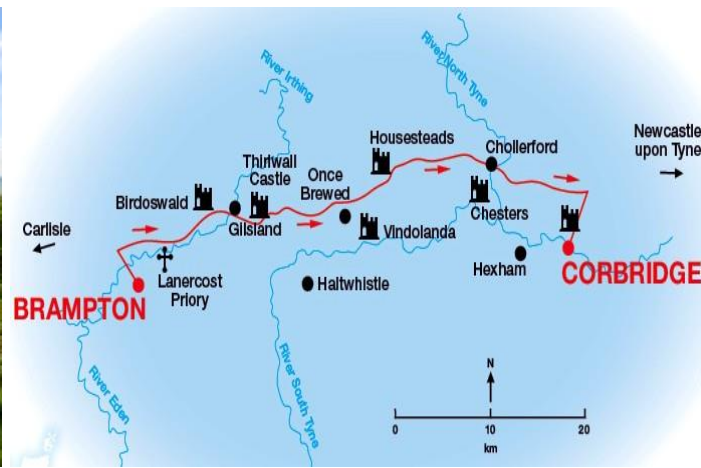 River Irthing
River North Tyne
Housesteads
Chollerford
Newcastle
upon Tyne
Thirlwall
Castle
Once
Brewed
Birdoswald
Carlisle
Gilsland
Vindolanda
Chesters
Lanercost
Priory
Haltwhistle
Hexham
CORBRIDGE
BRAMPTON
River Eden
River South Tyne
N
0 10 20
km